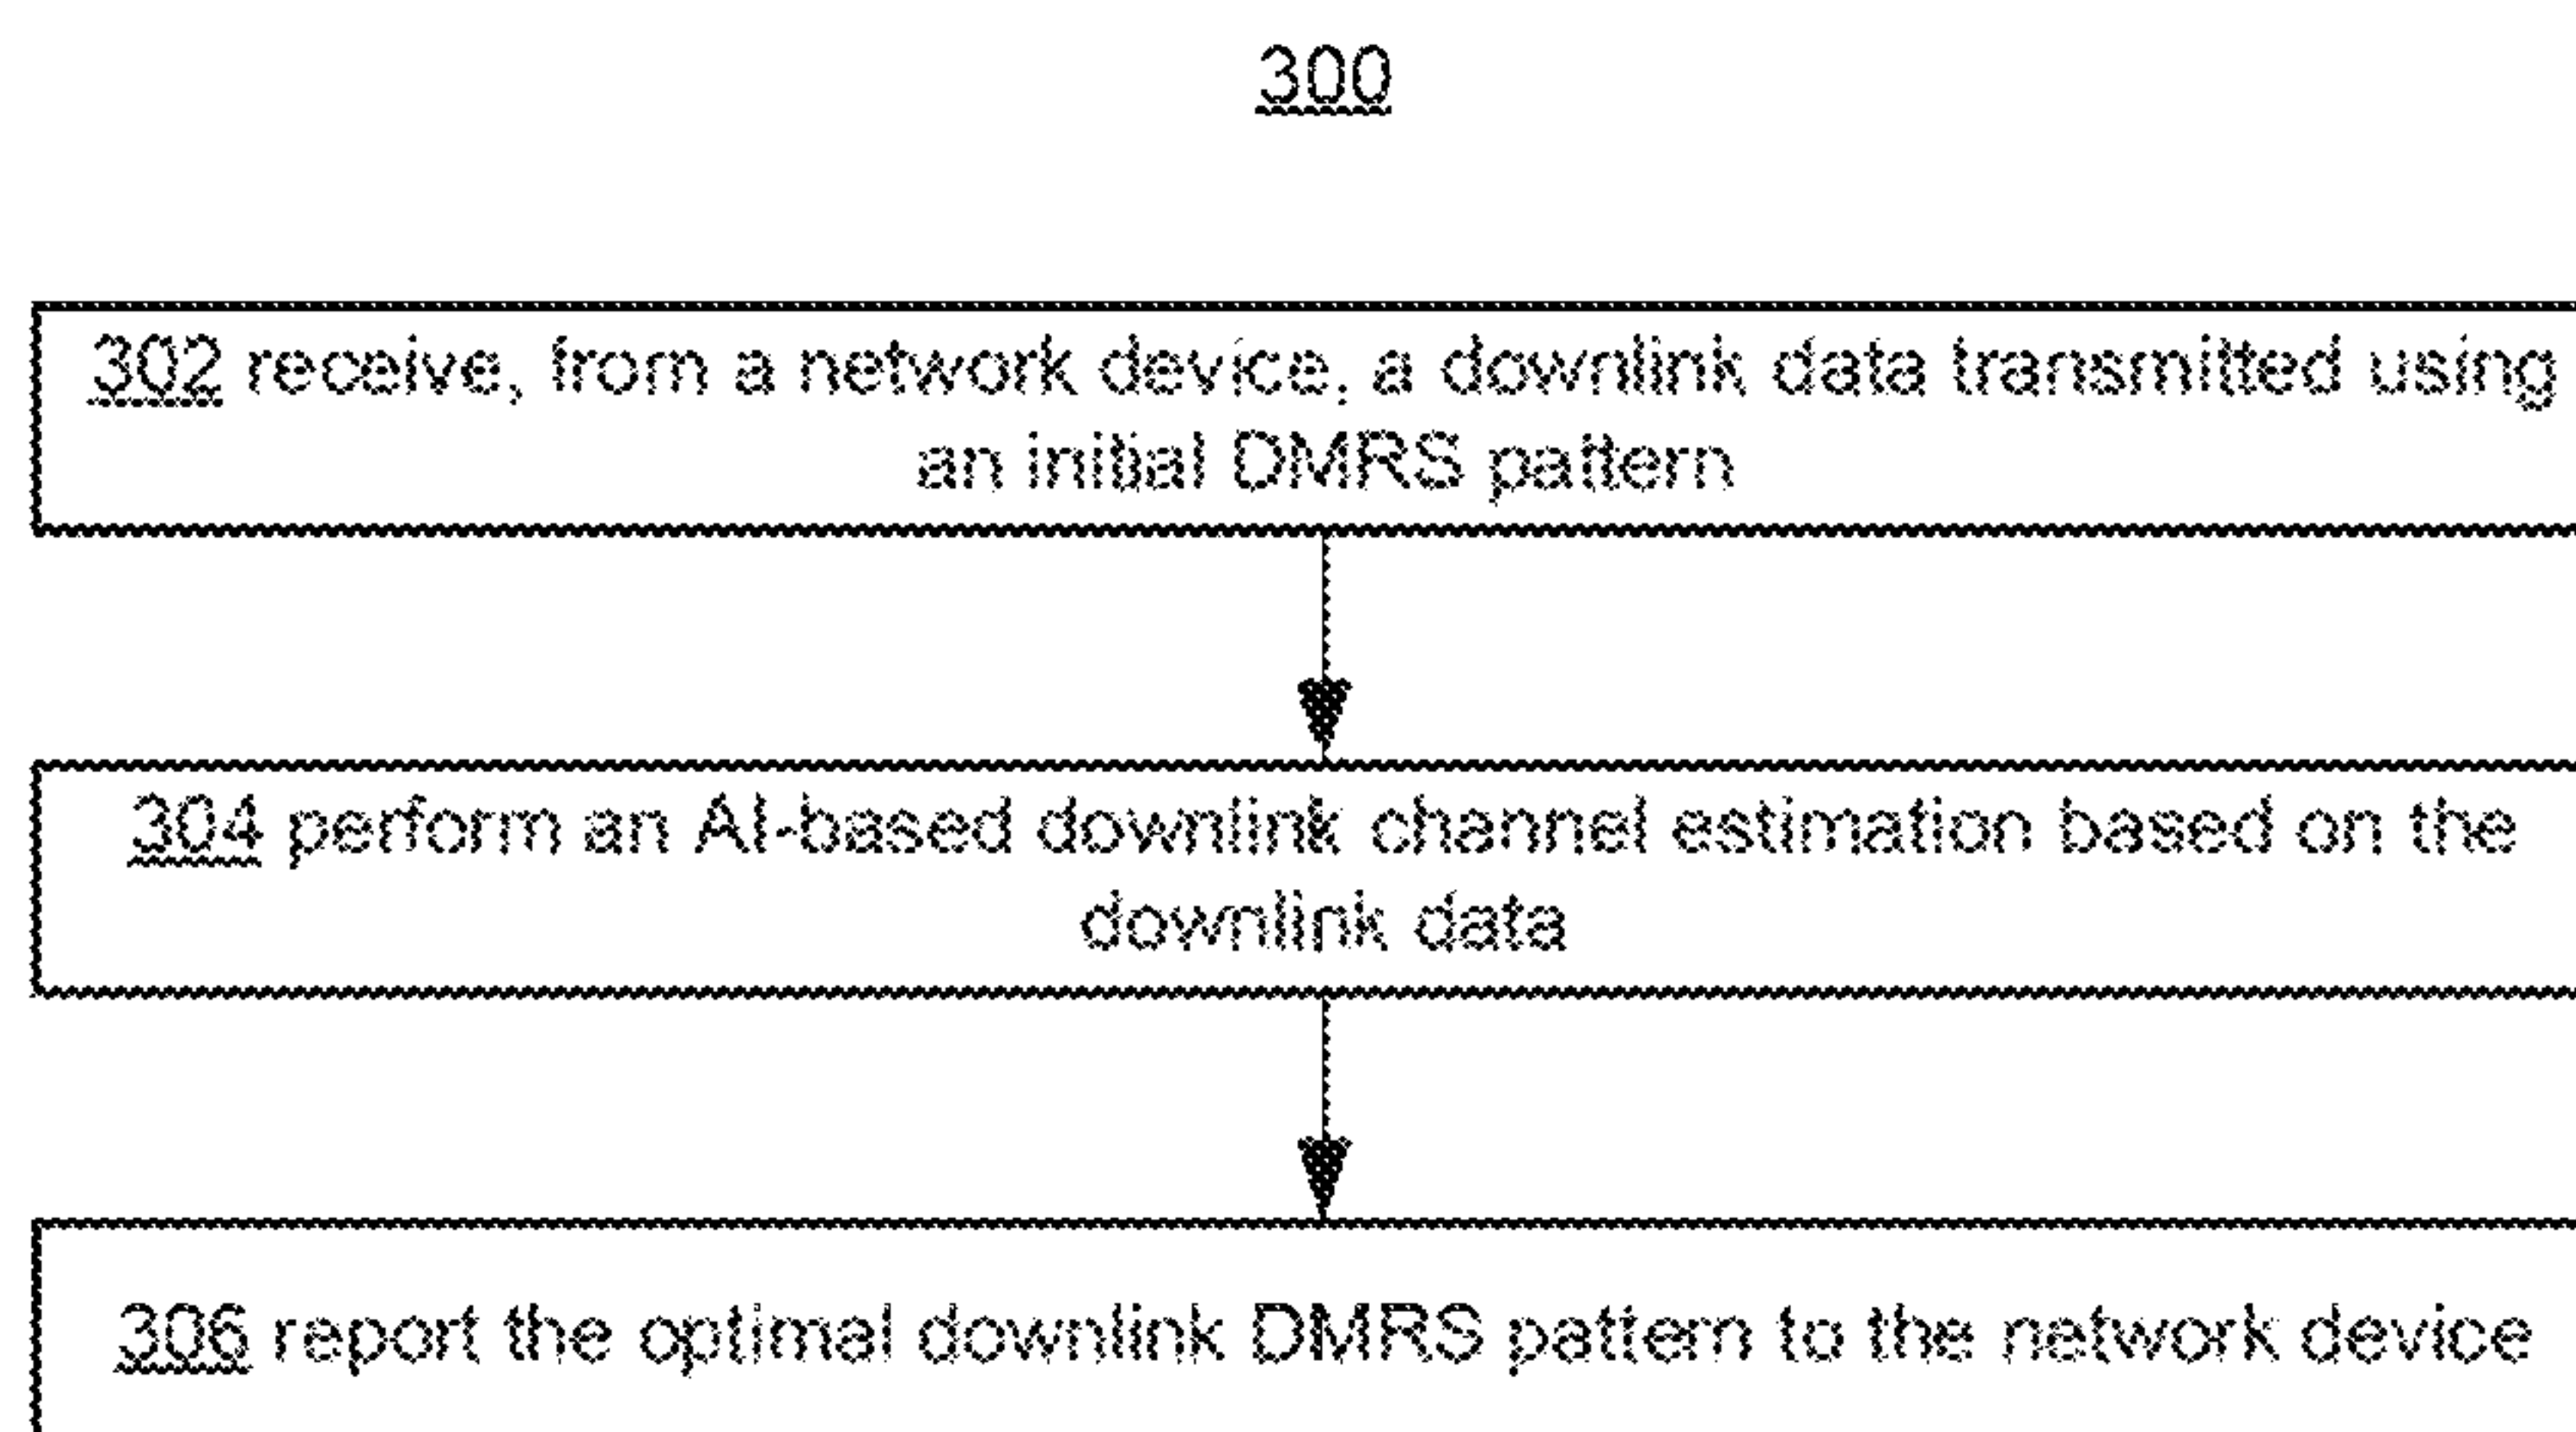 300
302 receive, from a network device, a downlink data transmitted using
an initial DMRS pattern
304 perform an AI-based downlink channel estimation based on the
downlink data
306 report the optimal downlink DMRS pattern to the network device